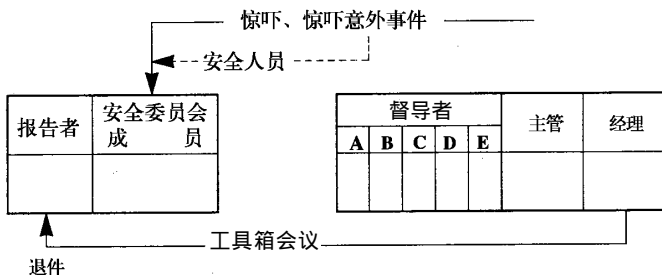 惊吓、惊吓意外事件
安全人员
报告者
安全委员会
成 员
督导者
A B C D E
主管
经理
工具箱会议
退件